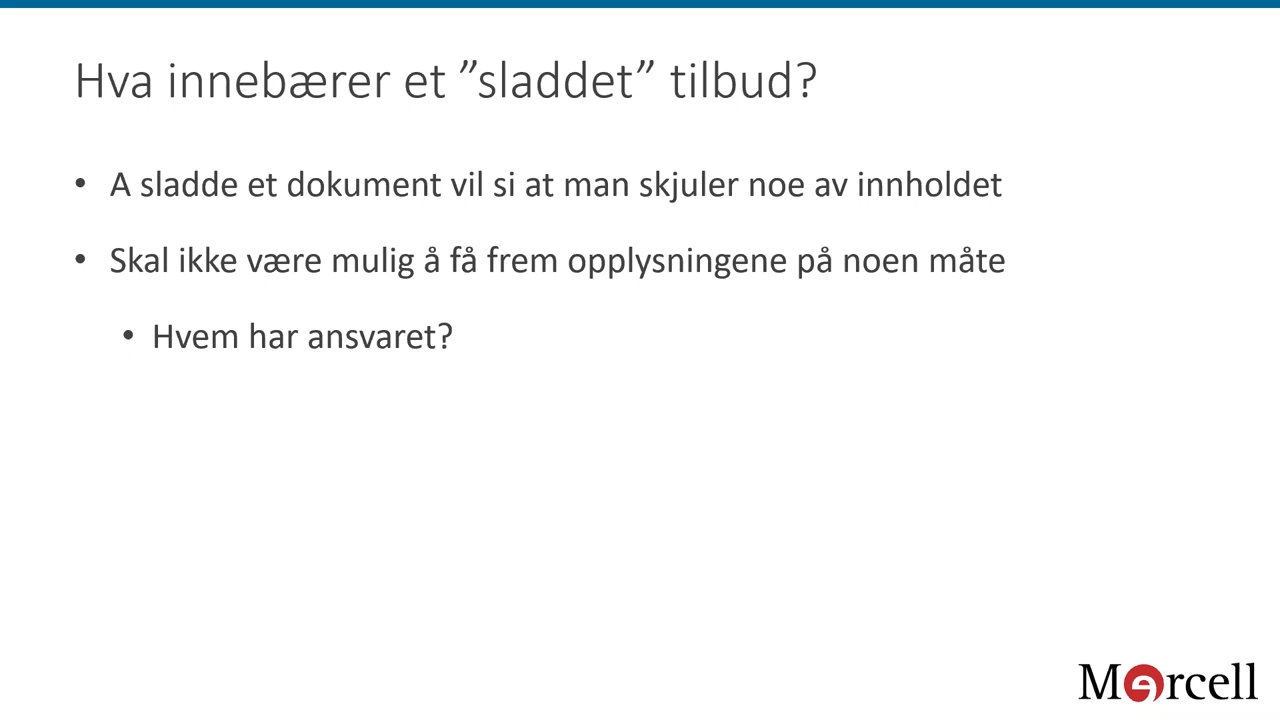 Hva innebærer et ”sladdet” tilbud?
• A sladde et dokument vil si at man skjuler noe av innholdet
• Skal ikke være mulig å få frem opplysningene på noen måte
• Hvem har ansvaret?
Mercell